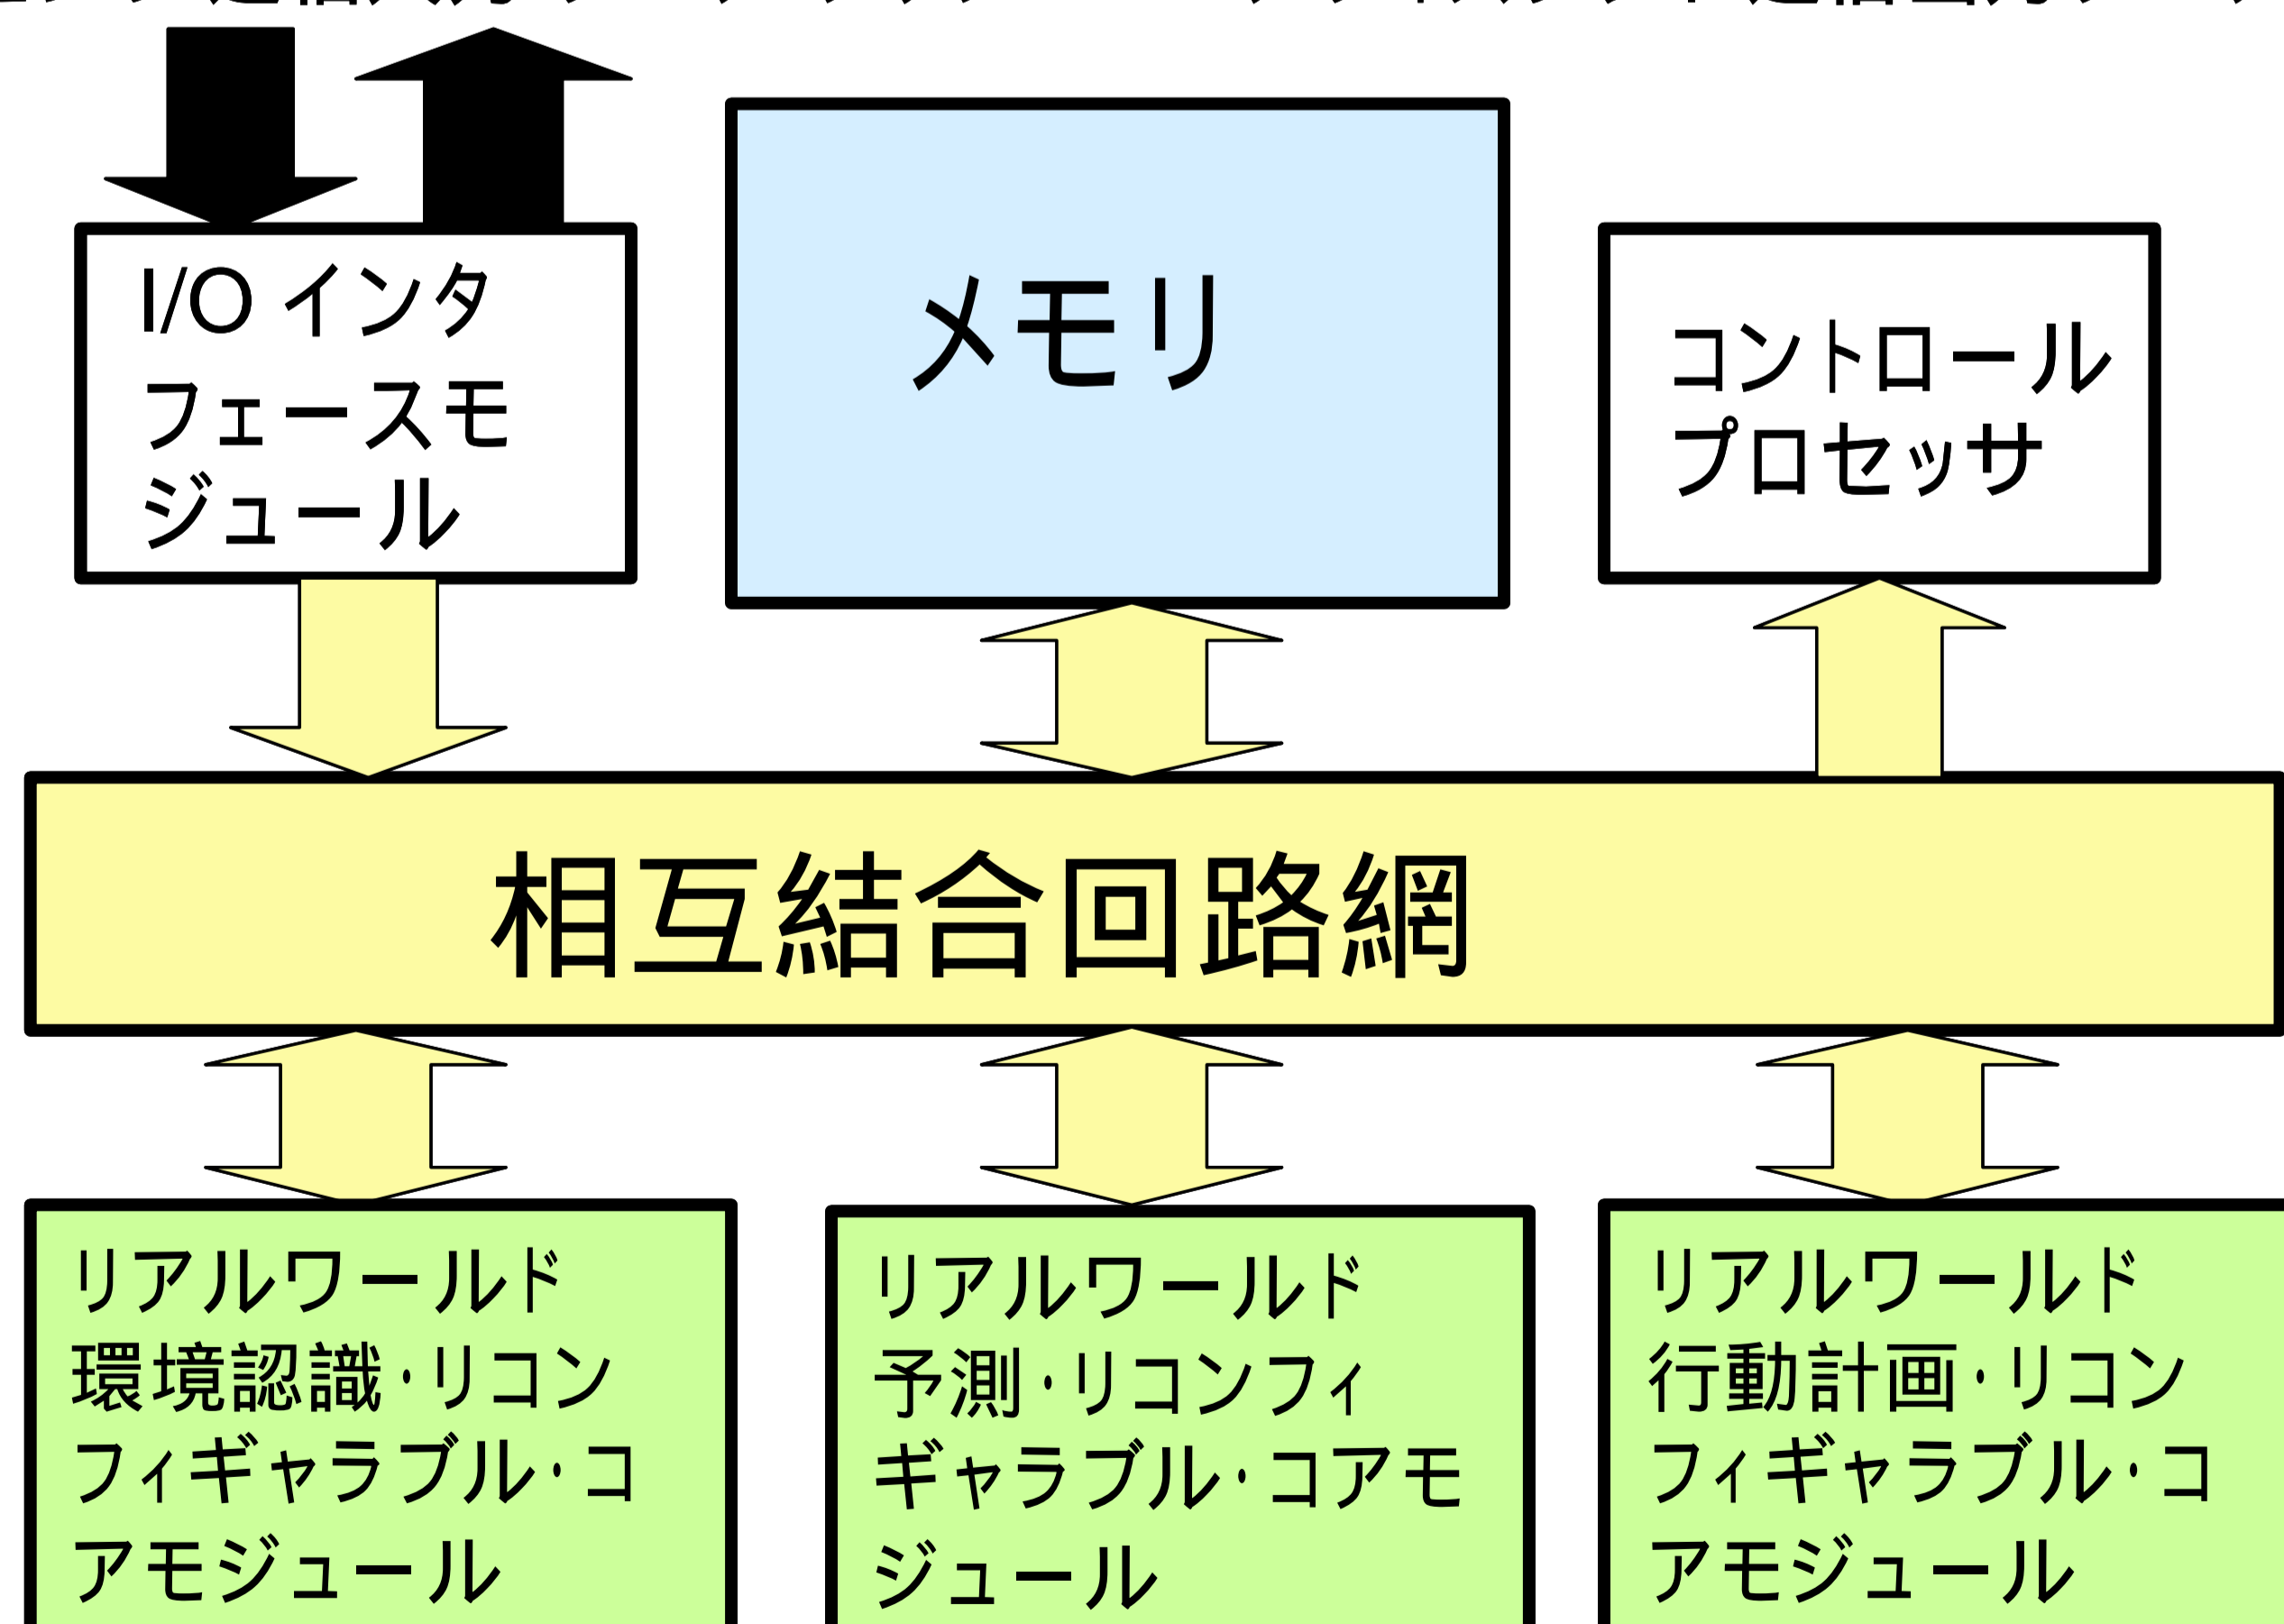 I/O インタ
フェースモ
ジュール
メモリ
コントロール
プロセッサ
相互結合回路網
リアルワールド
環境認識・リコン
フィギャラブル・コ
アモジュール
リアルワールド
予測・リコンフィ
ギャラブル・コアモ
ジュール
リアルワールド
行動計画・リコン
フィギャラブル・コ
アモジュール